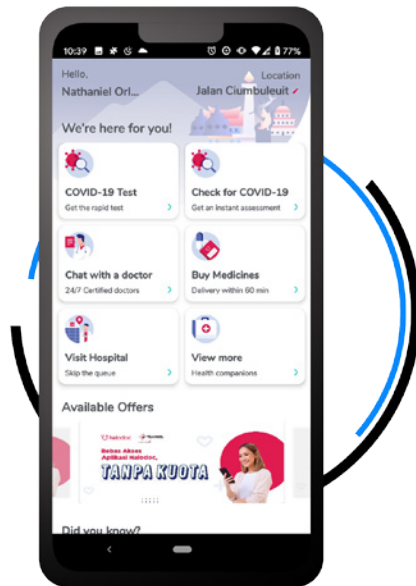 10:39
77%
Hello,
Location
Nathaniel Orl...
Jalan Ciumbuleuit
We're here for you!
COVID-19 Test
Get the rapid test
Check for COVID-19
Get an instant assessment
Chat with a doctor
24/7 Certified doctors
Buy Medicines
Delivery within 60 min
Visit Hospital
Skip the queue
View more
Health companions
Available Offers
halodoc
Bebas Akses
Aplikasi Halodoc,
TANPA KUOTA
Did you know?